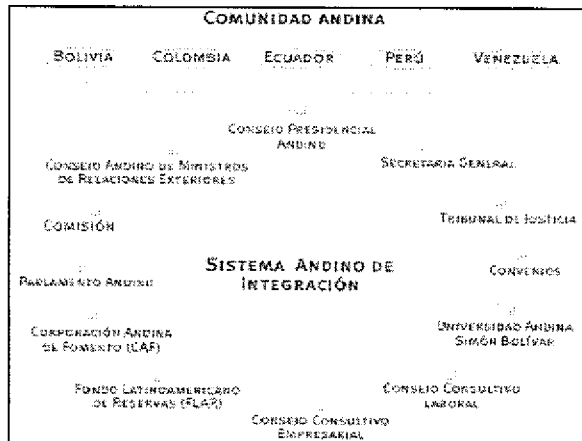 COMUNIDAD ANDINA
BOLIVIA COLOMBIA ECUADOR PERÚ VENEZUELA
CONSEJO PRESIDENCIAL
ANDINO
CONSEJO ANDINO DE MINISTROS
DE RELACIONES EXTERIORES
SECRETARIA GENERAL
COMISIÓN
TRIBUNAL DE JUSTICIA
SISTEMA ANDINO DE
INTEGRACIÓN
PARLAMENTO ANDINO
CONVENIOS
CORPORACIÓN ANDINA
DE FOMENTO (CAF)
UNIVERSIDAD ANDINA
SIMÓN BOLÍVAR
FONDO LATINOAMERICANO
DE RESERVAS (FLAR)
CONSEJO CONSULTIVO
LABORAL
CONSEJO CONSULTIVO
EMPRESARIAL